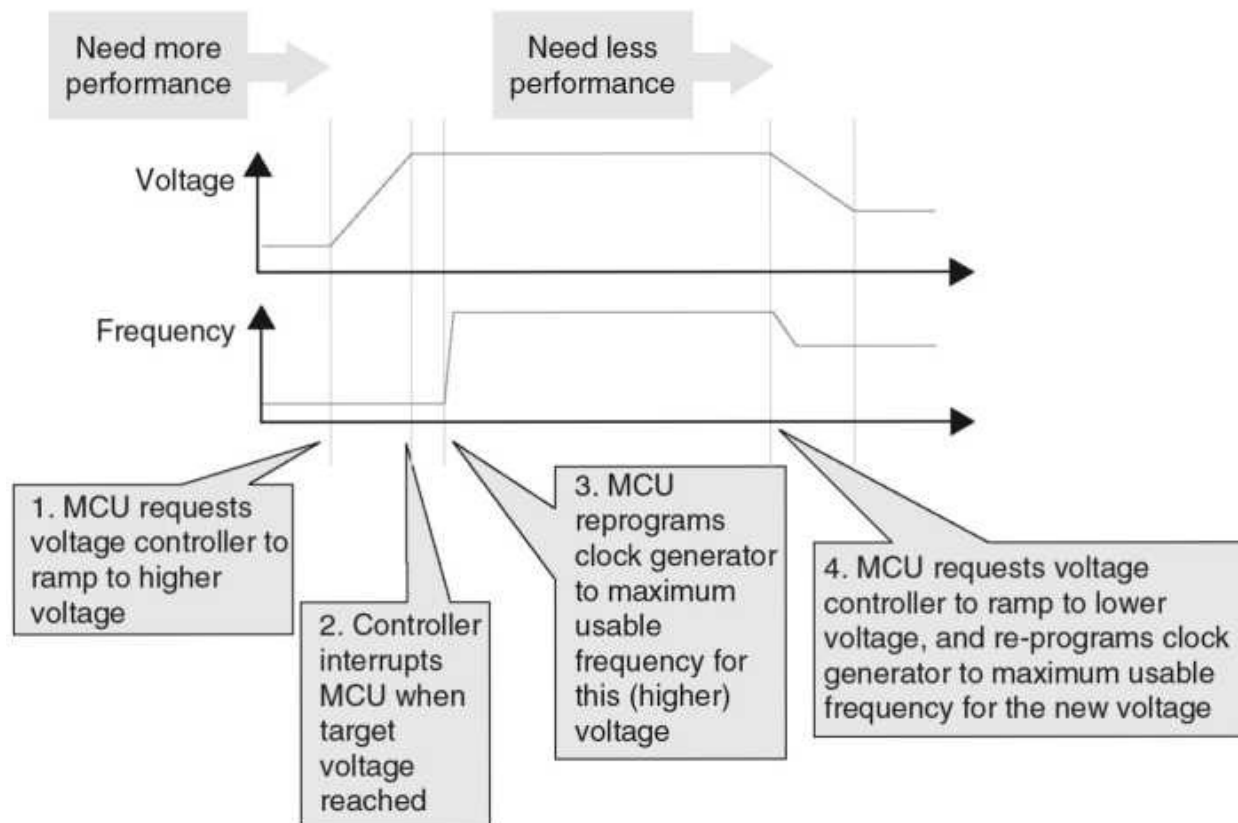 Need more
performance
Need less
performance
Voltage
Frequency
1. MCU requests
voltage controller to
ramp to higher
voltage
2. Controller
interrupts
MCU when
target
voltage
reached
3. MCU
reprograms
clock generator
to maximum
usable
frequency for
this (higher)
voltage
4. MCU requests voltage
controller to ramp to lower
voltage, and re-programs clock
generator to maximum usable
frequency for the new voltage